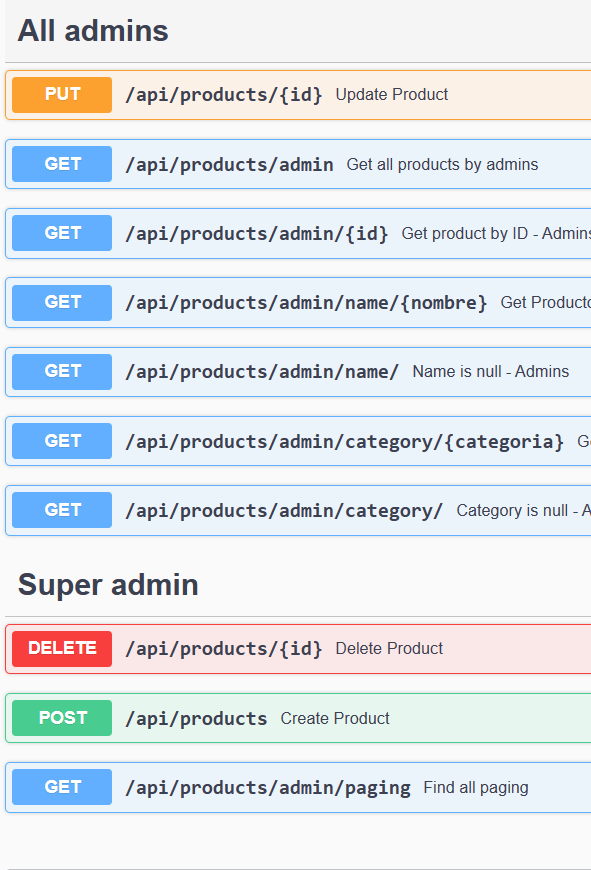 All admins
PUT /api/products/{id} Update Product
GET /api/products/admin Get all products by admins
GET /api/products/admin/{id} Get product by ID - Admins
GET /api/products/admin/name/{nombre} Get Producto
GET /api/products/admin/name/ Name is null - Admins
GET /api/products/admin/category/{categoria} G
GET /api/products/admin/category/ Category is null - A
Super admin
DELETE /api/products/{id} Delete Product
POST /api/products Create Product
GET /api/products/admin/paging Find all paging